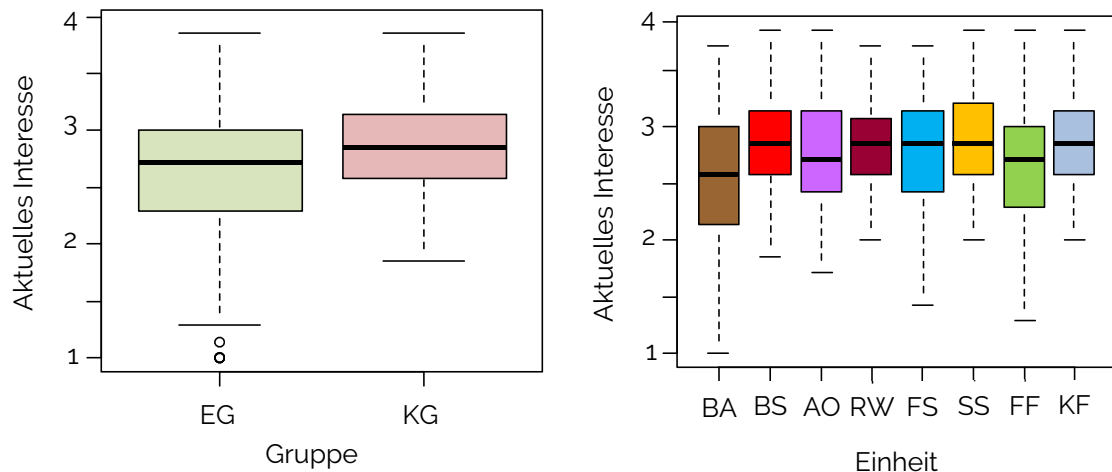 Aktuelles Interesse
4
3
2
1
EG KG
Gruppe
Aktuelles Interesse
4
3
2
1
BA BS AO RW FS SS FF KF
Einheit